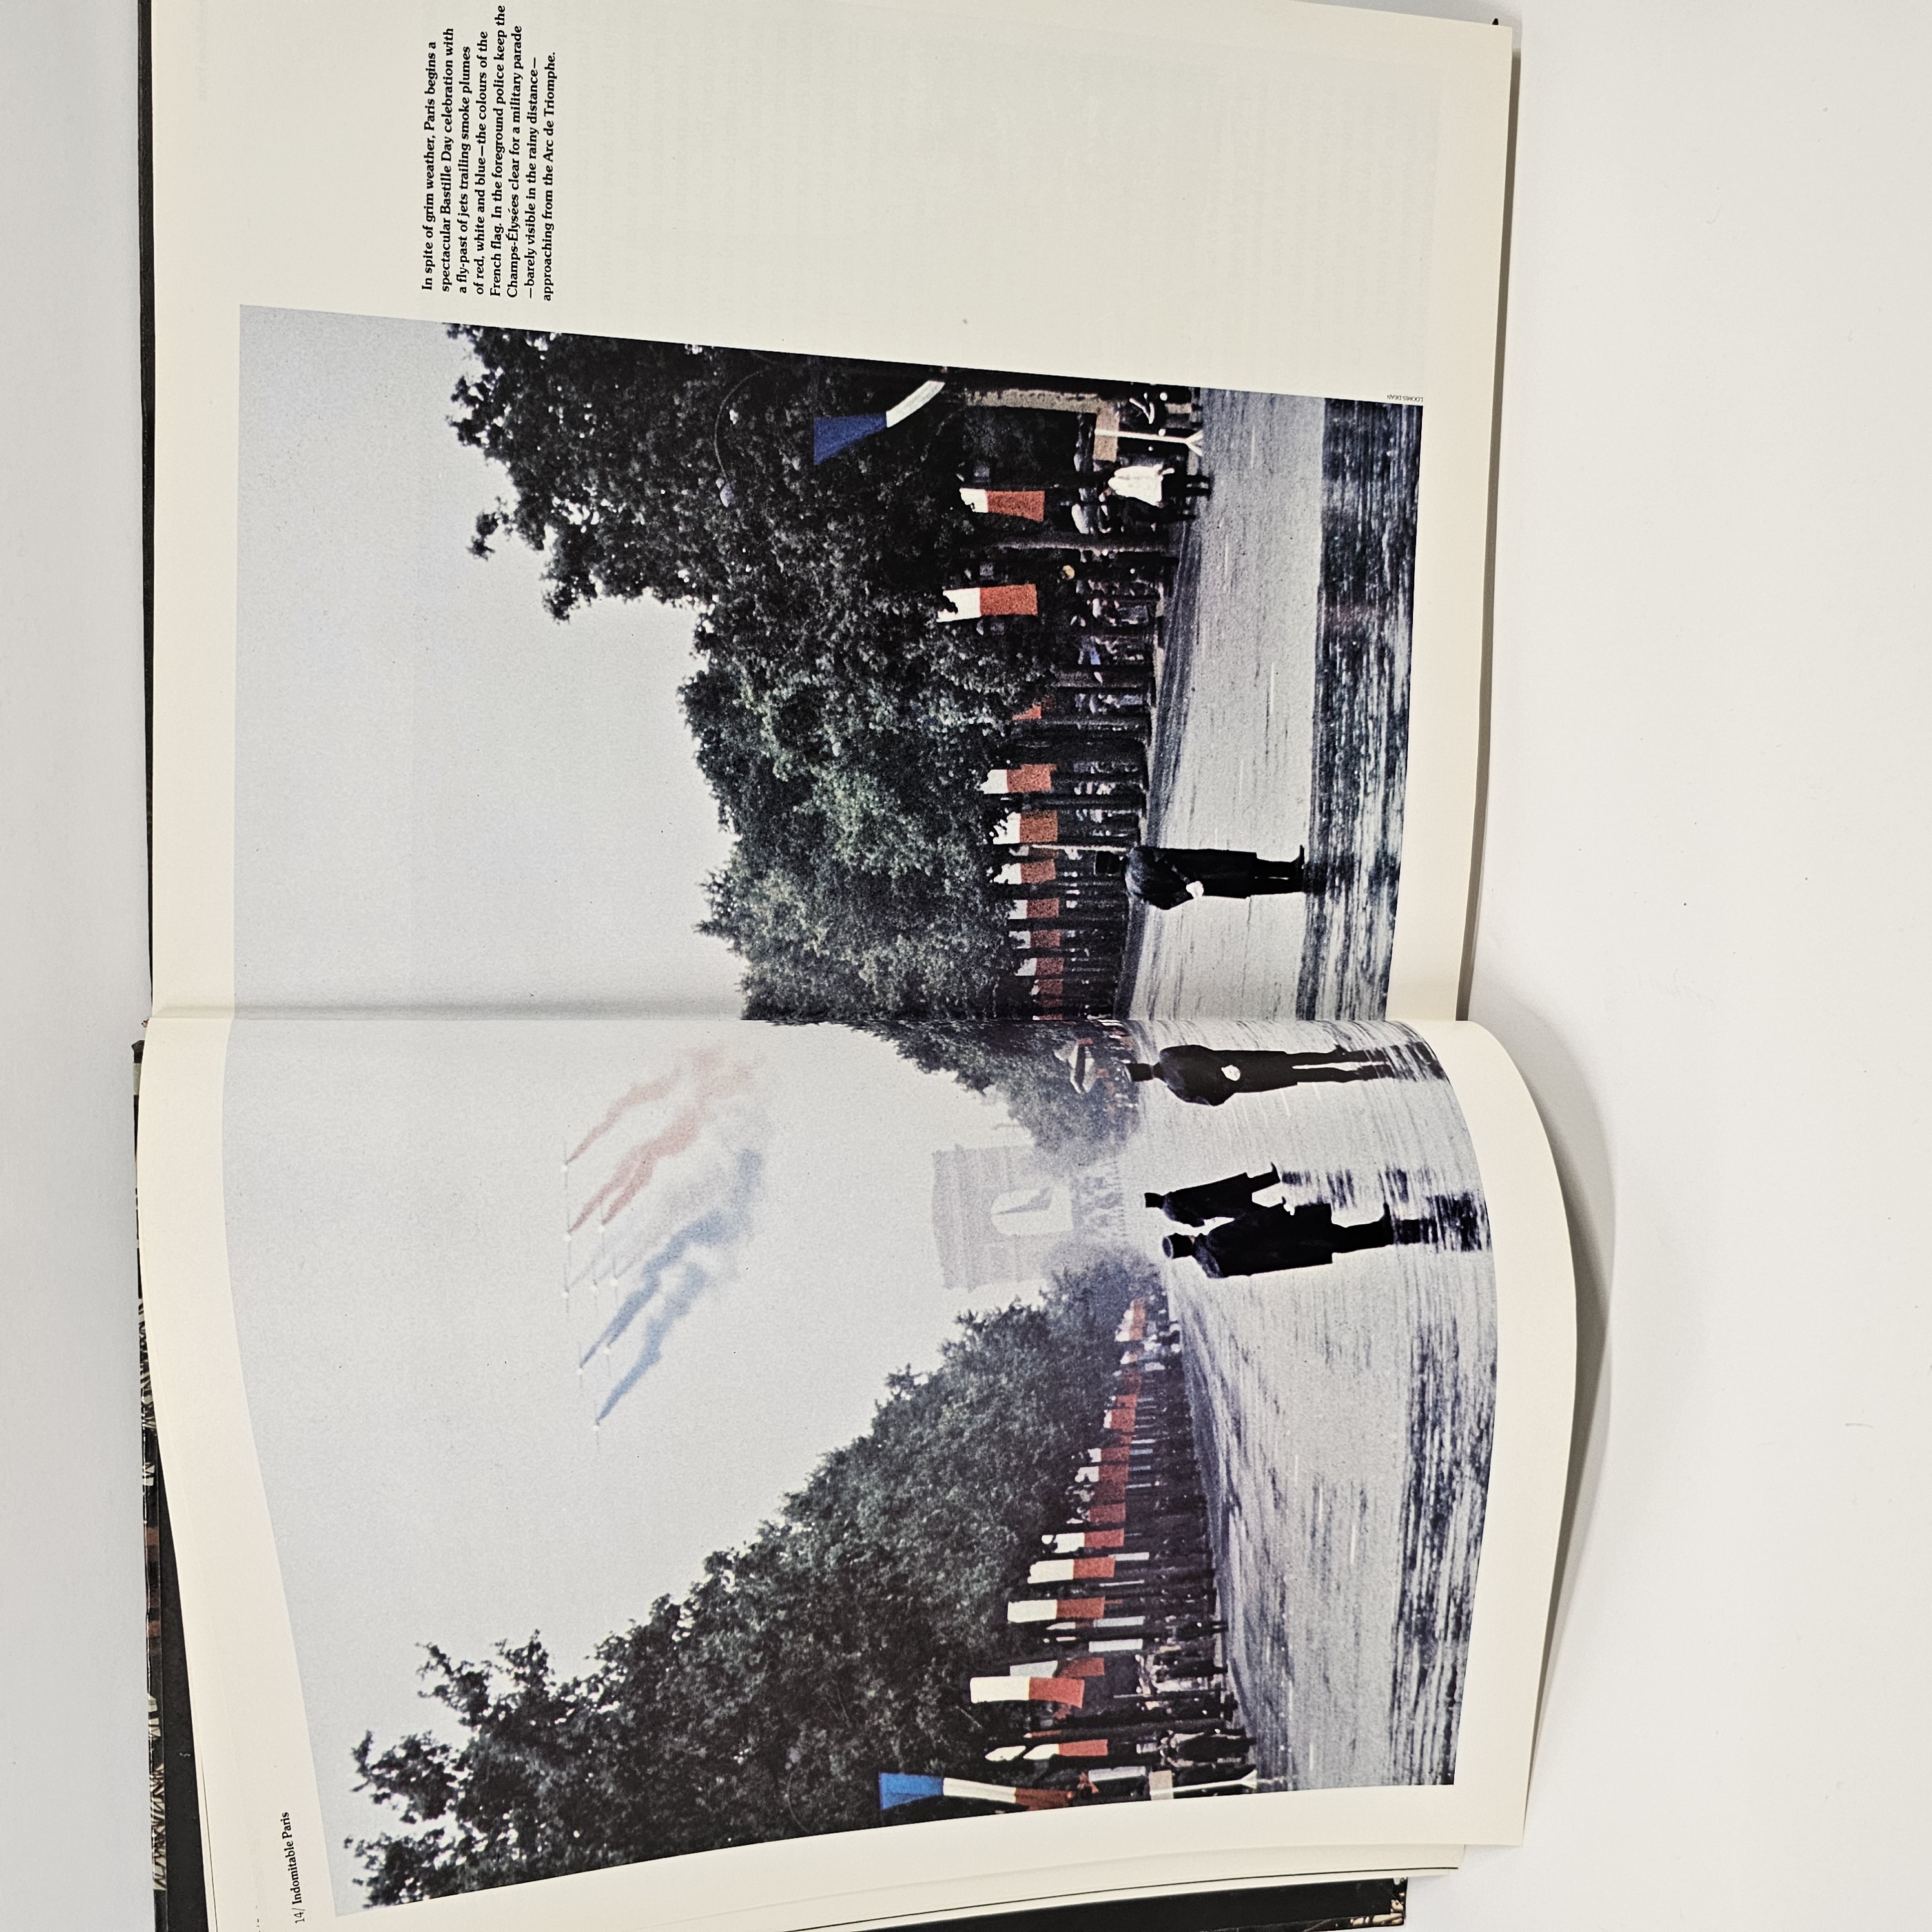 14/ Indomitable Paris
In spite of grim weather, Paris begins a
spectacular Bastille Day celebration with
a fly-past of jets trailing smoke plumes
of red, white and blue—the colours of the
French flag. In the foreground police keep the
Champs-Élysées clear for a military parade
—barely visible in the rainy distance—
approaching from the Arc de Triomphe.
LOOMIS DEAN